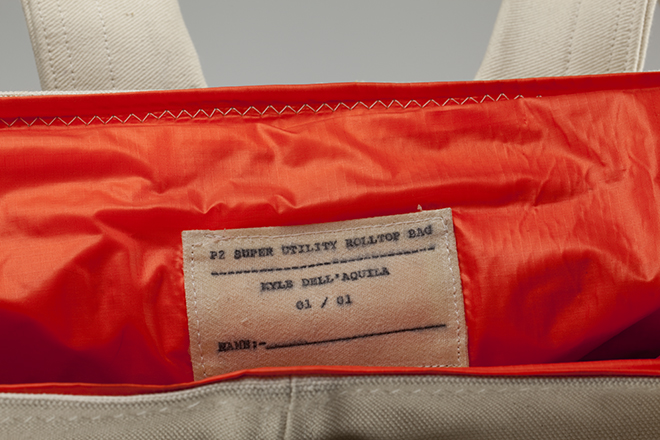 P2 SUPER UTILITY ROLLTOP BAG
KYLE DELL'AQUILA
01 / 01
NAME:-